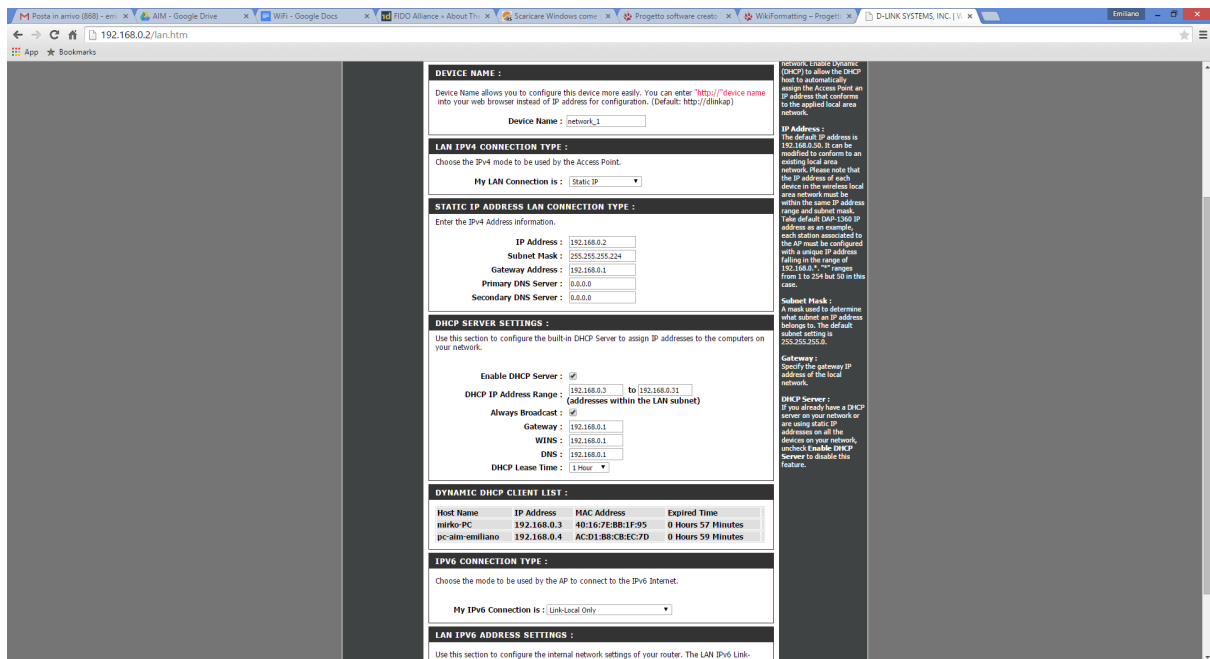 Posta in arrivo (868) - em
AIM - Google Drive
WiFi - Google Docs
FIDO Alliance » About The
Scaricare Windows come
Progetto software creato
WikiFormatting – Progett
D-LINK SYSTEMS, INC. | W
Emiliano
192.168.0.2/lan.htm
App
Bookmarks
DEVICE NAME :
Device Name allows you to configure this device more easily. You can enter "http://"device name
into your web browser instead of IP address for configuration. (Default: http://dlinkap)
Device Name : network_1
LAN IPV4 CONNECTION TYPE :
Choose the IPv4 mode to be used by the Access Point.
My LAN Connection is : Static IP
STATIC IP ADDRESS LAN CONNECTION TYPE :
Enter the IPv4 Address information.
IP Address : 192.168.0.2
Subnet Mask : 255.255.255.224
Gateway Address : 192.168.0.1
Primary DNS Server : 0.0.0.0
Secondary DNS Server : 0.0.0.0
DHCP SERVER SETTINGS :
Use this section to configure the built-in DHCP Server to assign IP addresses to the computers on
your network.
Enable DHCP Server :
DHCP IP Address Range : 192.168.0.3 to 192.168.0.31
(addresses within the LAN subnet)
Always Broadcast :
Gateway : 192.168.0.1
WINS : 192.168.0.1
DNS : 192.168.0.1
DHCP Lease Time : 1 Hour
DYNAMIC DHCP CLIENT LIST :
Host Name IP Address MAC Address Expired Time
mirko-PC 192.168.0.3 40:16:7E:BB:1F:95 0 Hours 57 Minutes
pc-aim-emiliano 192.168.0.4 AC:D1:B8:CB:EC:7D 0 Hours 59 Minutes
IPV6 CONNECTION TYPE :
Choose the mode to be used by the AP to connect to the IPv6 Internet.
My IPv6 Connection is : Link-Local Only
LAN IPV6 ADDRESS SETTINGS :
Use this section to configure the internal network settings of your router. The LAN IPv6 Link-
network. Enable Dynamic
(DHCP) to allow the DHCP
host to automatically
assign the Access Point an
IP address that conforms
to the applied local area
network.
IP Address :
The default IP address is
192.168.0.50. It can be
modified to conform to an
existing local area
network. Please note that
the IP address of each
device in the wireless local
area network must be
within the same IP address
range and subnet mask.
Take default DAP-1360 IP
address as an example,
each station associated to
the AP must be configured
with a unique IP address
falling in the range of
192.168.0.*. "*" ranges
from 1 to 254 but 50 in this
case.
Subnet Mask :
A mask used to determine
what subnet an IP address
belongs to. The default
subnet setting is
255.255.255.0.
Gateway :
Specify the gateway IP
address of the local
network.
DHCP Server :
If you already have a DHCP
server on your network or
are using static IP
addresses on all the
devices on your network,
uncheck Enable DHCP
Server to disable this
feature.